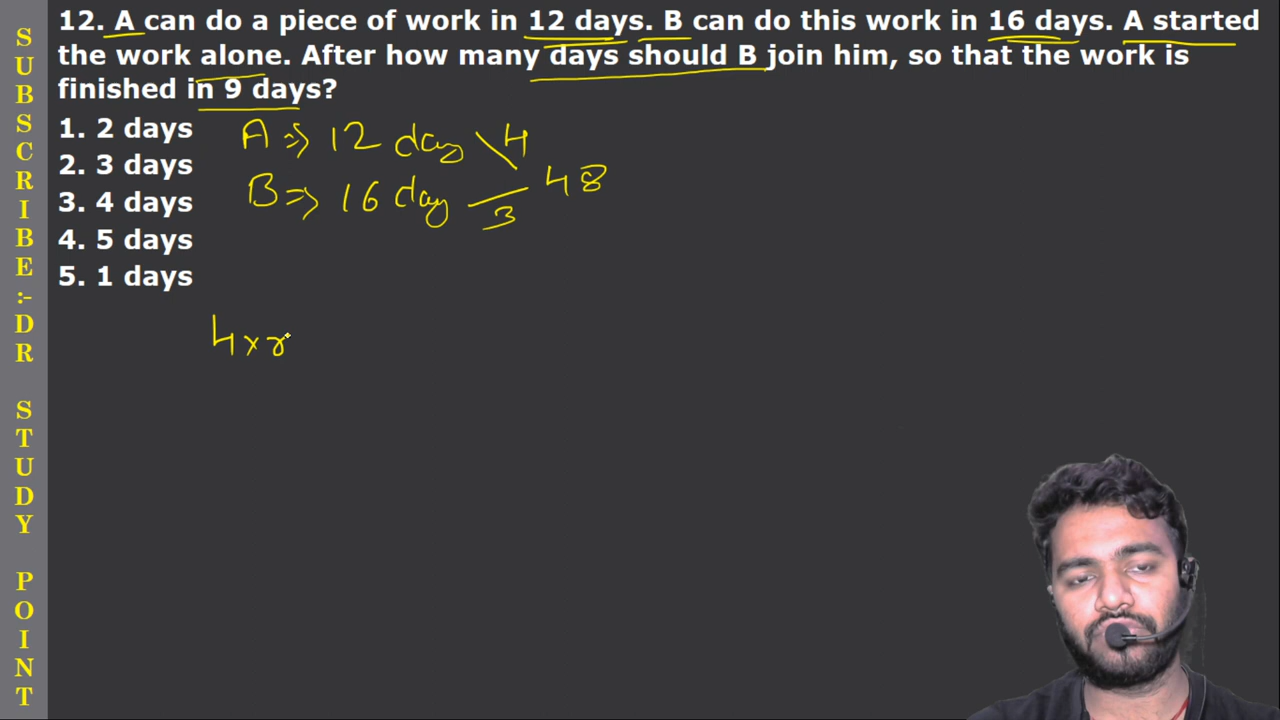 12. A can do a piece of work in 12 days. B can do this work in 16 days. A started
the work alone. After how many days should B join him, so that the work is
finished in 9 days?
1. 2 days
2. 3 days
3. 4 days
4. 5 days
5. 1 days
A => 12 day 4
48
B => 16 day 3
4 x x
SUBSCRIBE :- DR STUDY POINT